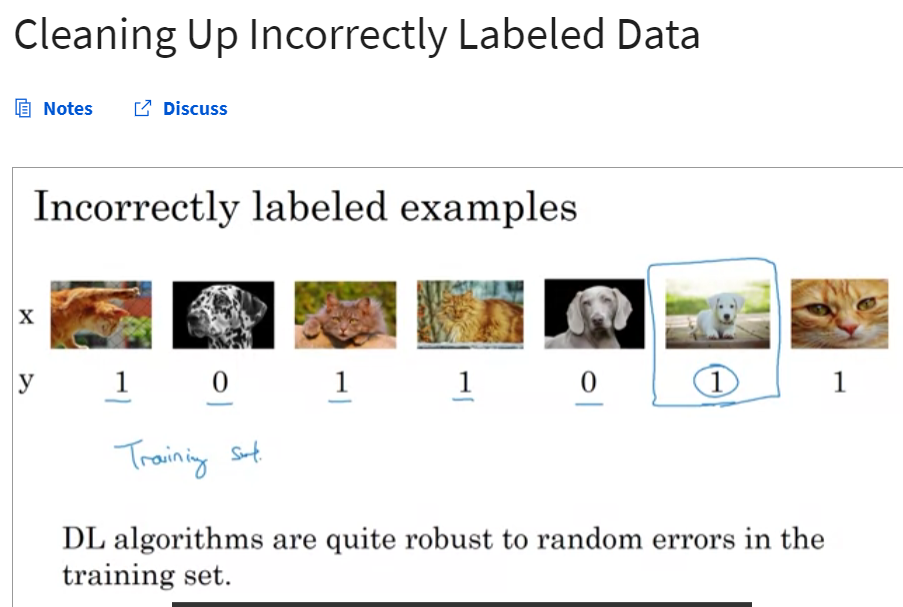 Cleaning Up Incorrectly Labeled Data
Notes Discuss
Incorrectly labeled examples
x
y 1 0 1 1 0 1 1
Training set.
DL algorithms are quite robust to random errors in the
training set.